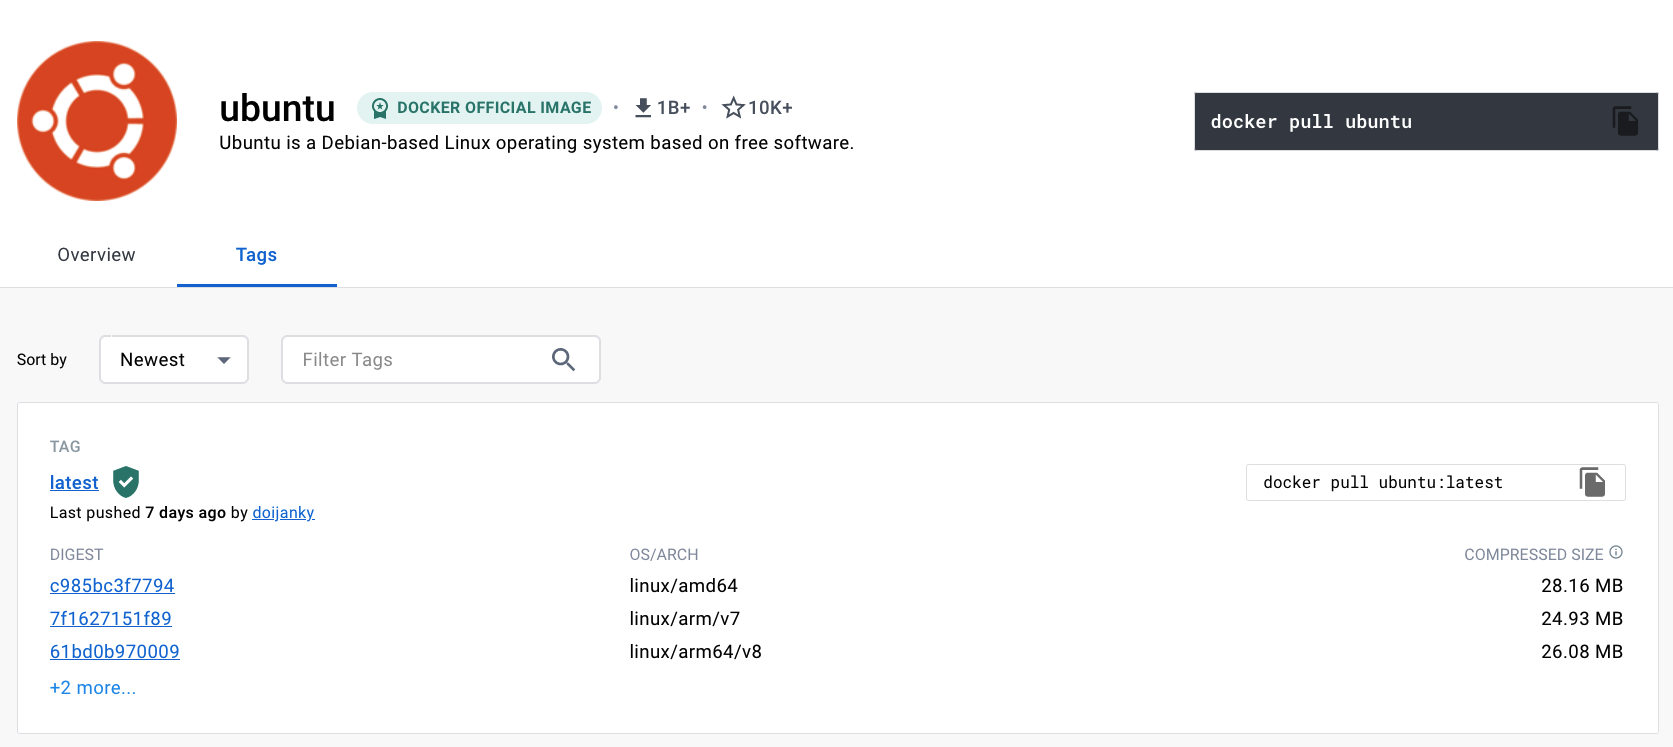 ubuntu DOCKER OFFICIAL IMAGE • 1B+ • 10K+
Ubuntu is a Debian-based Linux operating system based on free software.
docker pull ubuntu
Overview Tags
Sort by Newest Filter Tags
TAG
latest
docker pull ubuntu:latest
Last pushed 7 days ago by doijanky
DIGEST OS/ARCH COMPRESSED SIZE
c985bc3f7794 linux/amd64 28.16 MB
7f1627151f89 linux/arm/v7 24.93 MB
61bd0b970009 linux/arm64/v8 26.08 MB
+2 more...